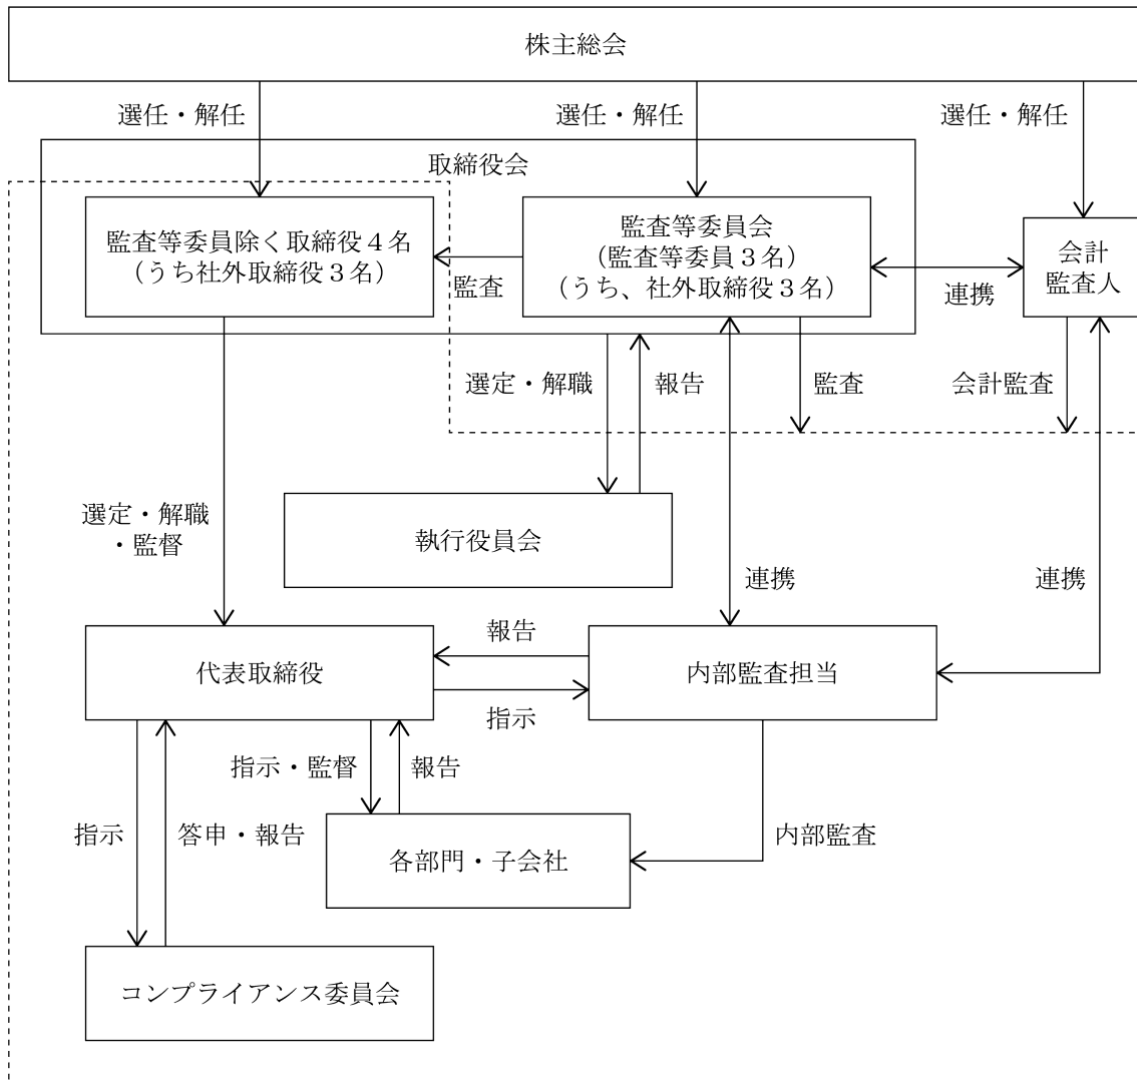 株主総会
選任・解任
選任・解任
選任・解任
取締役会
監査等委員除く取締役4名
(うち社外取締役3名)
監査
監査等委員会
(監査等委員3名)
(うち、社外取締役3名)
連携
会計
監査人
選定・解職
報告
監査
会計監査
選定・解職
・監督
執行役員会
連携
連携
代表取締役
報告
指示
内部監査担当
指示・監督
報告
指示
答申・報告
各部門・子会社
内部監査
コンプライアンス委員会